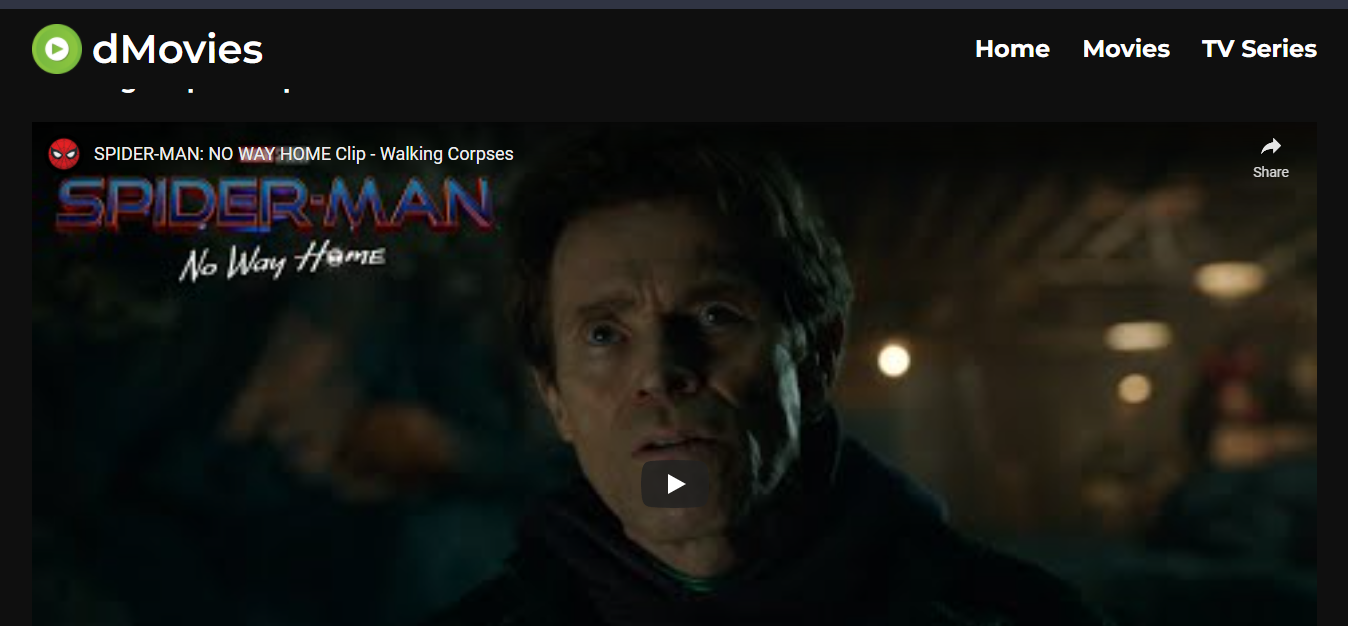 dMovies
Home Movies TV Series
SPIDER-MAN: NO WAY HOME Clip - Walking Corpses
Share
SPIDER-MAN
No Way Home